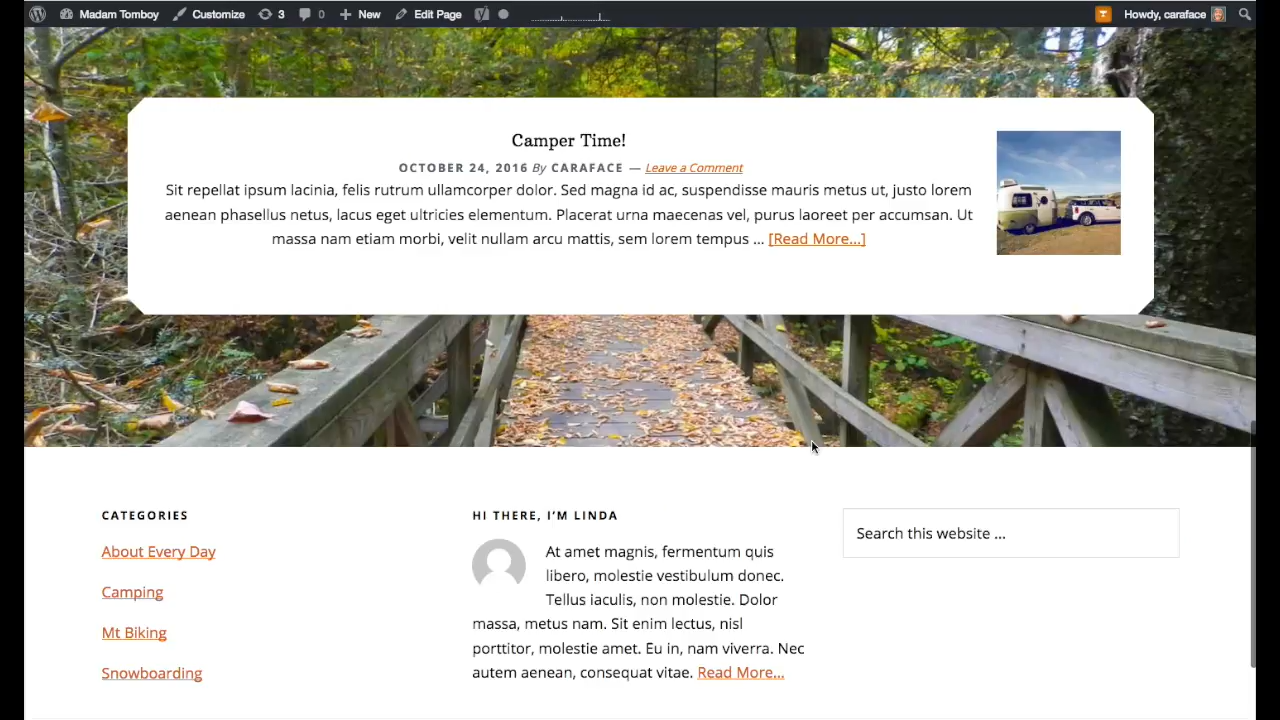 Madam Tomboy Customize 3 0 New Edit Page Howdy, caraface
Camper Time!
OCTOBER 24, 2016 By CARAFACE — Leave a Comment
Sit repellat ipsum lacinia, felis rutrum ullamcorper dolor. Sed magna id ac, suspendisse mauris metus ut, justo lorem
aenean phasellus netus, lacus eget ultricies elementum. Placerat urna maecenas vel, purus laoreet per accumsan. Ut
massa nam etiam morbi, velit nullam arcu mattis, sem lorem tempus ... [Read More...]
CATEGORIES
About Every Day
Camping
Mt Biking
Snowboarding
HI THERE, I'M LINDA
At amet magnis, fermentum quis
libero, molestie vestibulum donec.
Tellus iaculis, non molestie. Dolor
massa, metus nam. Sit enim lectus, nisl
porttitor, molestie amet. Eu in, nam viverra. Nec
autem aenean, consequat vitae. Read More...
Search this website ...